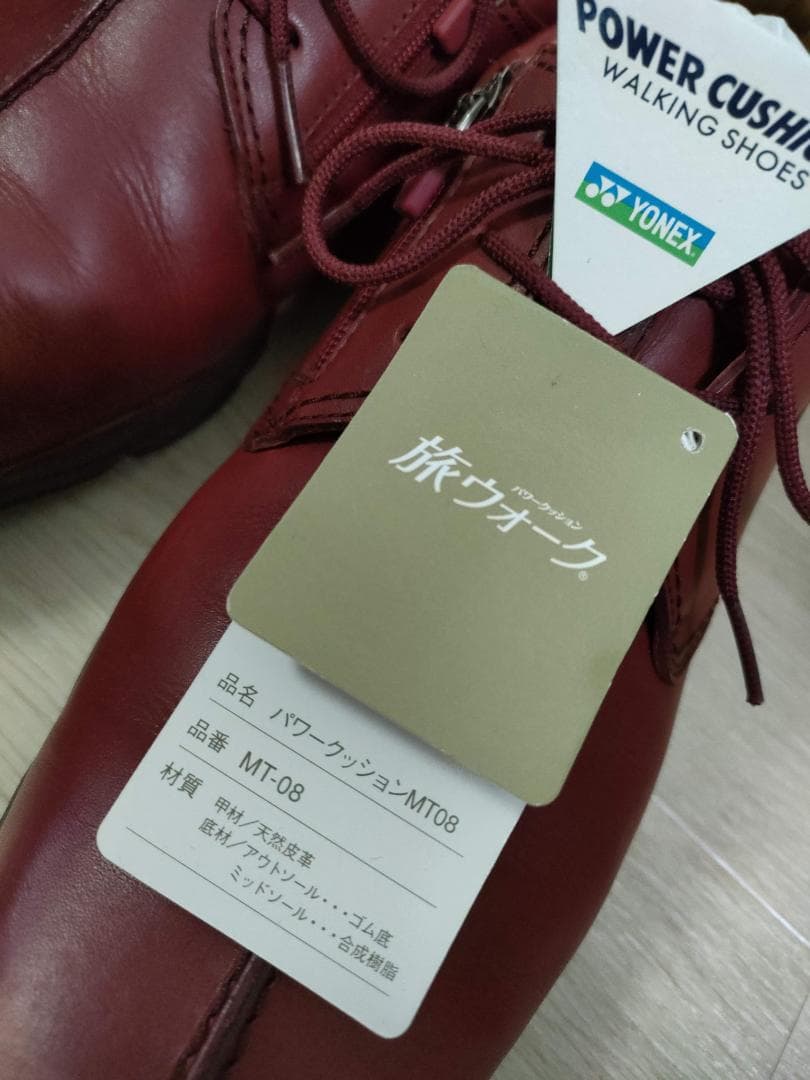 POWER CUSHI
WALKING SHOES
YONEX
パワークッション
旅ウォーク®
品名 パワークッションMT08
品番 MT-08
材質 甲材/天然皮革
底材/アウトソール・・・ゴム底
ミッドソール・・・合成樹脂